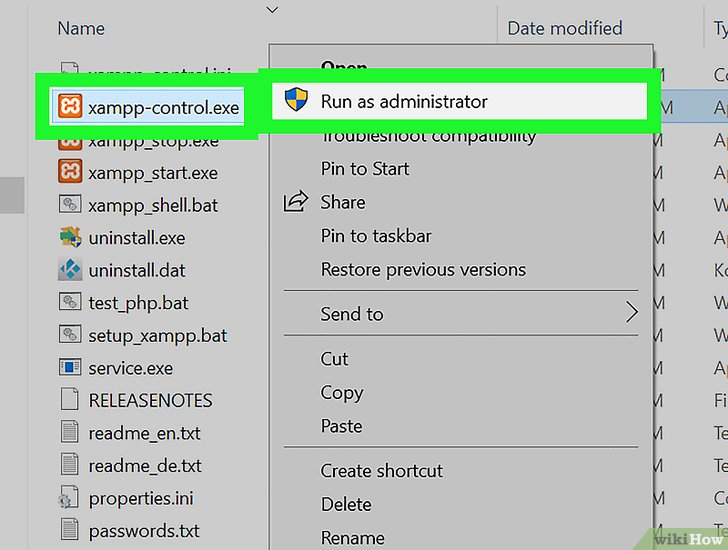 Name
Date modified
Ty
xampp_control.ini
Open
M
Co
xampp-control.exe
Run as administrator
M
Ap
xampp_stop.exe
Troubleshoot compatibility
M
Ap
xampp_start.exe
Pin to Start
M
Ap
xampp_shell.bat
Share
M
W
uninstall.exe
Pin to taskbar
M
Ap
uninstall.dat
Restore previous versions
M
Ko
test_php.bat
M
W
Send to
setup_xampp.bat
M
W
service.exe
Cut
M
Ap
RELEASENOTES
Copy
M
Fi
readme_en.txt
Paste
M
Te
readme_de.txt
Create shortcut
M
Te
properties.ini
Delete
M
Co
passwords.txt
Rename
M
Te
wikiHow